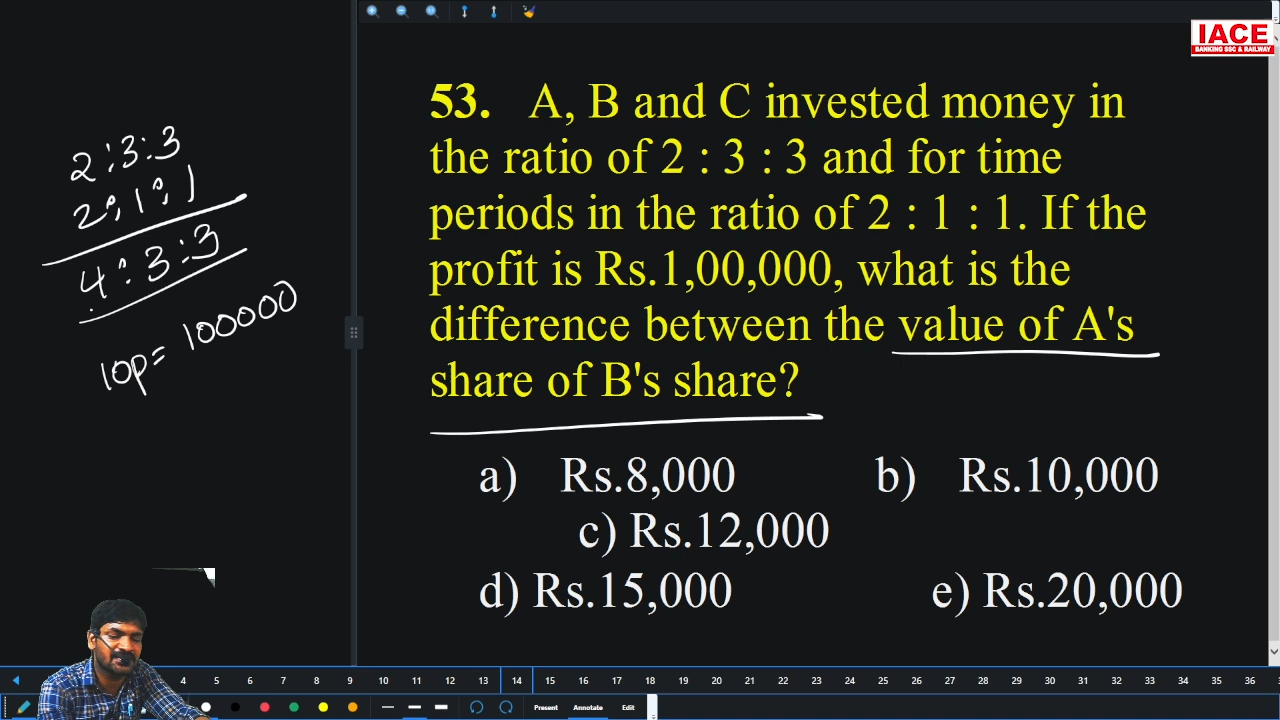 IACE
BANKING SSC & RAILWAY
53. A, B and C invested money in
the ratio of 2 : 3 : 3 and for time
periods in the ratio of 2 : 1 : 1. If the
profit is Rs.1,00,000, what is the
difference between the value of A's
share of B's share?
a) Rs.8,000 b) Rs.10,000
c) Rs.12,000
d) Rs.15,000 e) Rs.20,000
2 : 3 : 3
2 : 1 : 1
4 : 3 : 3
10p = 100000
4 5 6 7 8 9 10 11 12 13 14 15 16 17 18 19 20 21 22 23 24 25 26 27 28 29 30 31 32 33 34 35 36
Present Annotate Edit